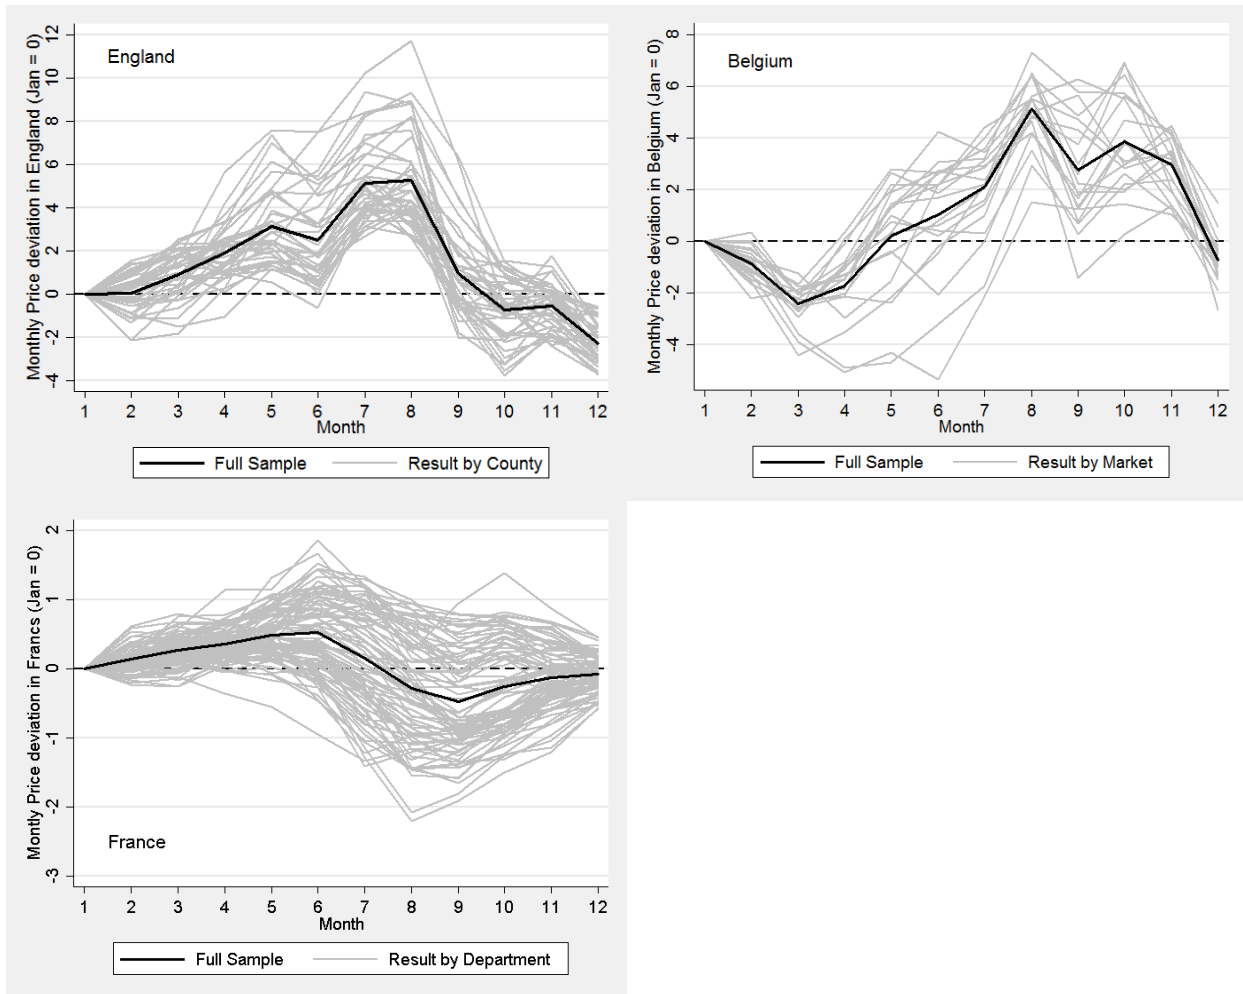 England
Monthly Price deviation in England (Jan = 0)
12
10
8
6
4
2
0
-2
-4
1 2 3 4 5 6 7 8 9 10 11 12
Month
Full Sample Result by County
Belgium
Monthly Price deviation in Belgium (Jan = 0)
8
6
4
2
0
-2
-4
1 2 3 4 5 6 7 8 9 10 11 12
Month
Full Sample Result by Market
Montly Price deviation in Francs (Jan = 0)
2
1
0
-1
-2
-3
France
1 2 3 4 5 6 7 8 9 10 11 12
Month
Full Sample Result by Department